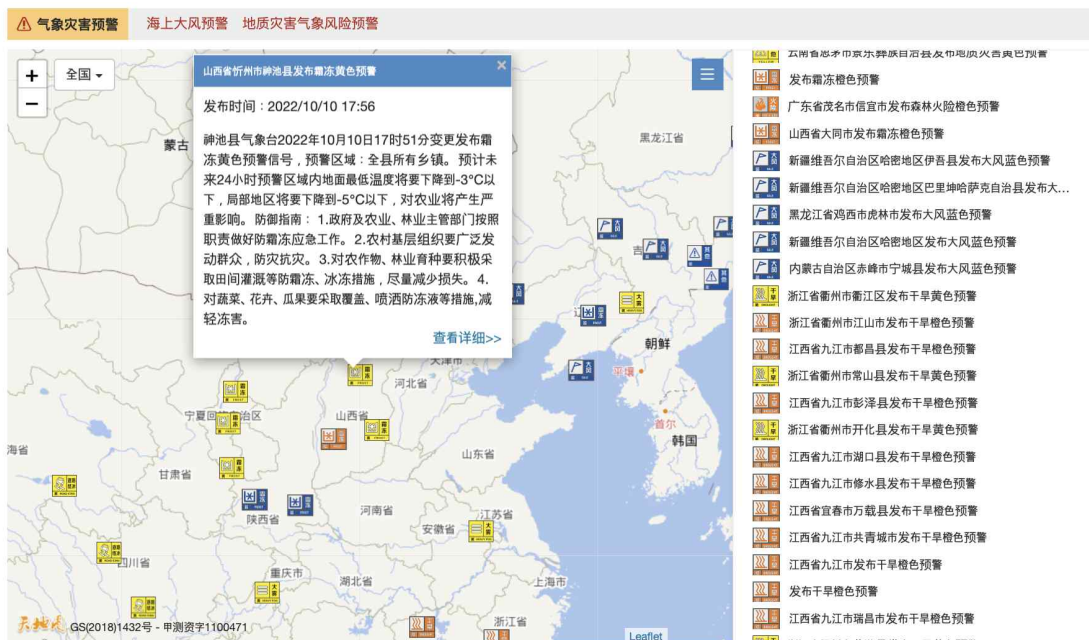 气象灾害预警
海上大风预警
地质灾害气象风险预警
+
−
全国
山西省忻州市神池县发布霜冻黄色预警
×
发布时间：2022/10/10 17:56
神池县气象台2022年10月10日17时51分变更发布霜
冻黄色预警信号，预警区域：全县所有乡镇。预计未
来24小时预警区域内地面最低温度将要下降到-3°C以
下，局部地区将要下降到-5°C以下，对农业将产生严
重影响。防御指南：1.政府及农业、林业主管部门按照
职责做好防霜冻应急工作。2.农村基层组织要广泛发
动群众，防灾抗灾。3.对农作物、林业育种要积极采
取田间灌溉等防霜冻、冰冻措施，尽量减少损失。4.
对蔬菜、花卉、瓜果要采取覆盖、喷洒防冻液等措施,减
轻冻害。
查看详细>>
蒙古
黑龙江省
吉
辽
朝鲜
平壤
首尔
韩国
天津市
河北省
山西省
宁夏回
治区
海省
甘肃省
山东省
陕西省
河南省
江苏省
安徽省
四川省
重庆市
湖北省
上海市
浙江省
天地图
GS(2018)1432号 - 甲测资字1100471
Leaflet
云南省思茅市景东彝族自治县发布地质灾害黄色预警
发布霜冻橙色预警
广东省茂名市信宜市发布森林火险橙色预警
山西省大同市发布霜冻橙色预警
新疆维吾尔自治区哈密地区伊吾县发布大风蓝色预警
新疆维吾尔自治区哈密地区巴里坤哈萨克自治县发布大...
黑龙江省鸡西市虎林市发布大风蓝色预警
新疆维吾尔自治区哈密地区发布大风蓝色预警
内蒙古自治区赤峰市宁城县发布大风蓝色预警
浙江省衢州市衢江区发布干旱黄色预警
浙江省衢州市江山市发布干旱橙色预警
江西省九江市都昌县发布干旱橙色预警
浙江省衢州市常山县发布干旱黄色预警
江西省九江市彭泽县发布干旱橙色预警
浙江省衢州市开化县发布干旱黄色预警
江西省九江市湖口县发布干旱橙色预警
江西省九江市修水县发布干旱橙色预警
江西省宜春市万载县发布干旱橙色预警
江西省九江市共青城市发布干旱橙色预警
江西省九江市发布干旱橙色预警
发布干旱橙色预警
江西省九江市瑞昌市发布干旱橙色预警